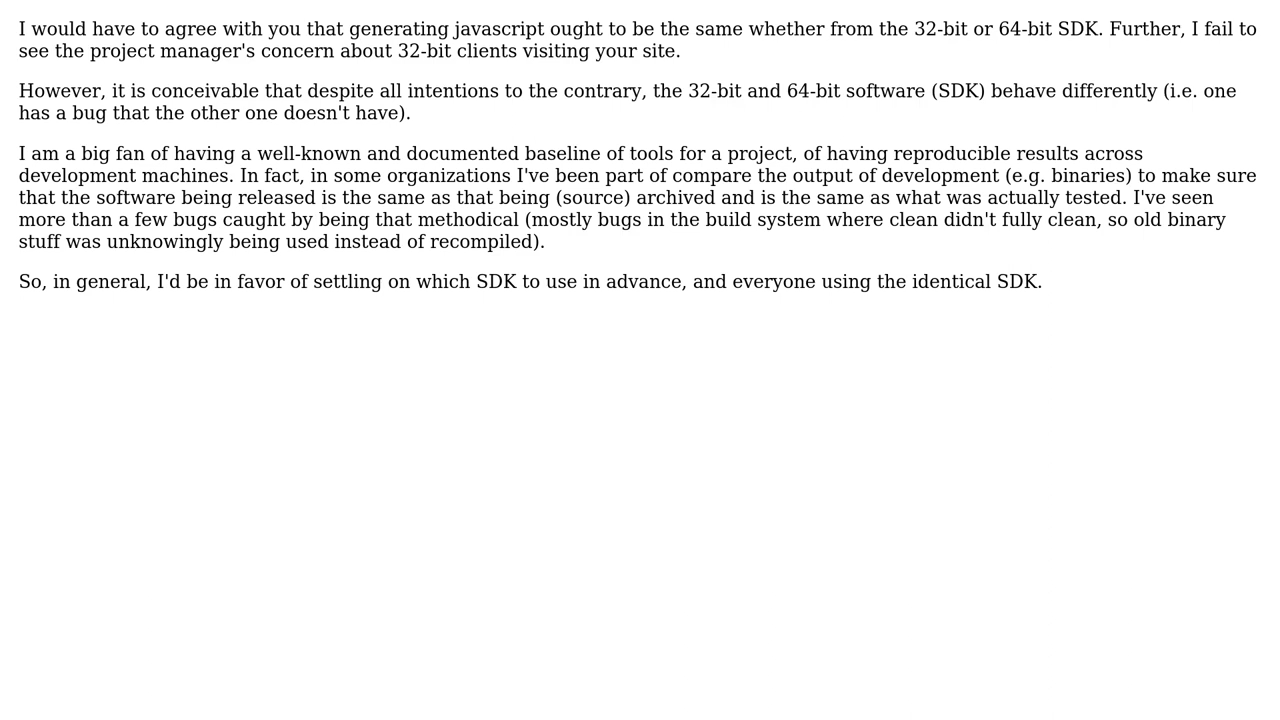 I would have to agree with you that generating javascript ought to be the same whether from the 32-bit or 64-bit SDK. Further, I fail to
see the project manager's concern about 32-bit clients visiting your site.
However, it is conceivable that despite all intentions to the contrary, the 32-bit and 64-bit software (SDK) behave differently (i.e. one
has a bug that the other one doesn't have).
I am a big fan of having a well-known and documented baseline of tools for a project, of having reproducible results across
development machines. In fact, in some organizations I've been part of compare the output of development (e.g. binaries) to make sure
that the software being released is the same as that being (source) archived and is the same as what was actually tested. I've seen
more than a few bugs caught by being that methodical (mostly bugs in the build system where clean didn't fully clean, so old binary
stuff was unknowingly being used instead of recompiled).
So, in general, I'd be in favor of settling on which SDK to use in advance, and everyone using the identical SDK.